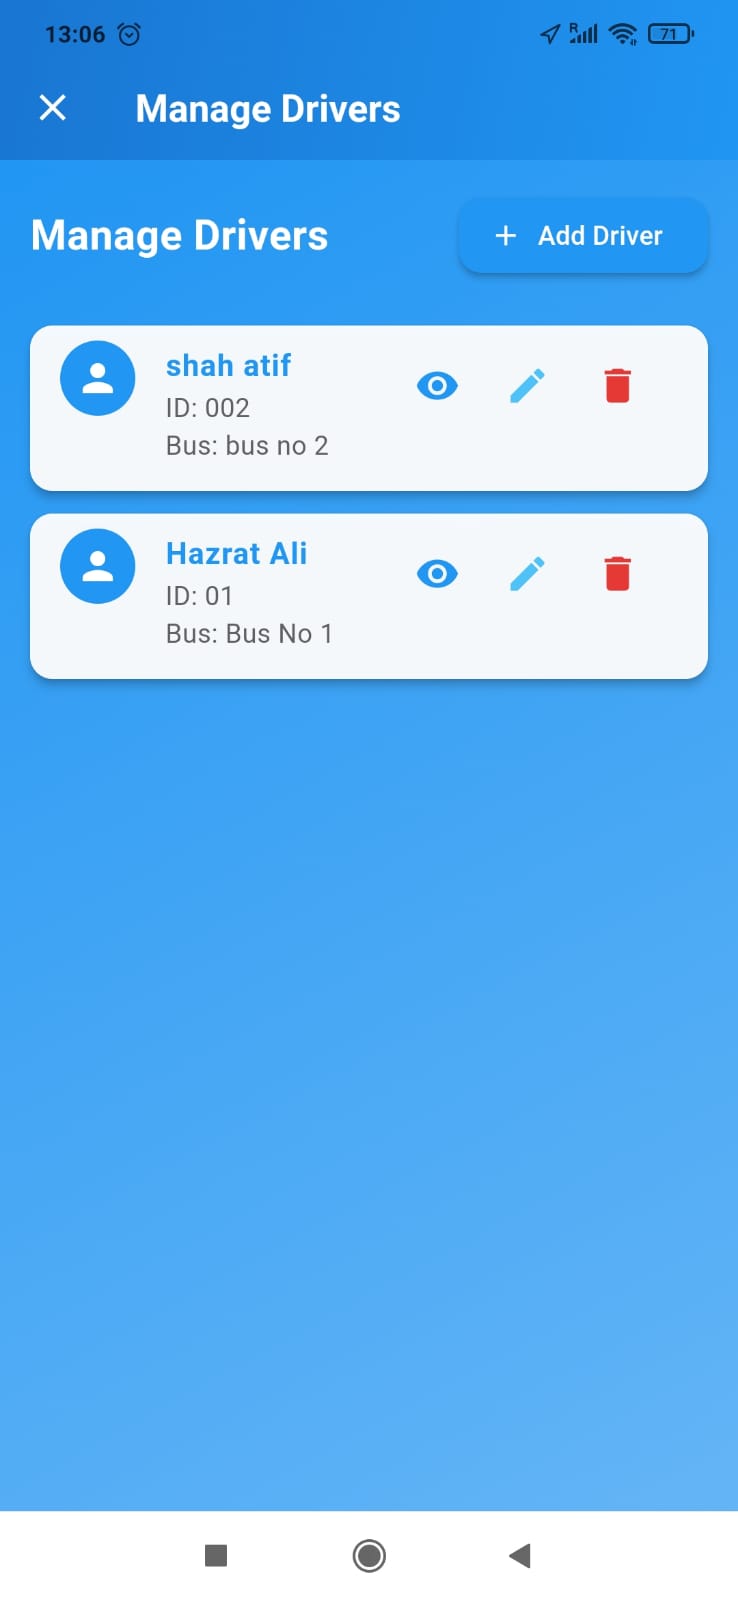 13:06
R
71
Manage Drivers
Manage Drivers
+ Add Driver
shah atif
ID: 002
Bus: bus no 2
Hazrat Ali
ID: 01
Bus: Bus No 1